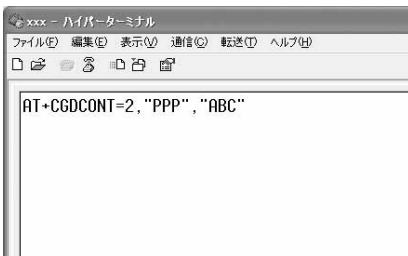 xxx - ハイパーターミナル
ファイル(F) 編集(E) 表示(V) 通信(C) 転送(T) ヘルプ(H)
AT+CGDCONT=2,"PPP","ABC"